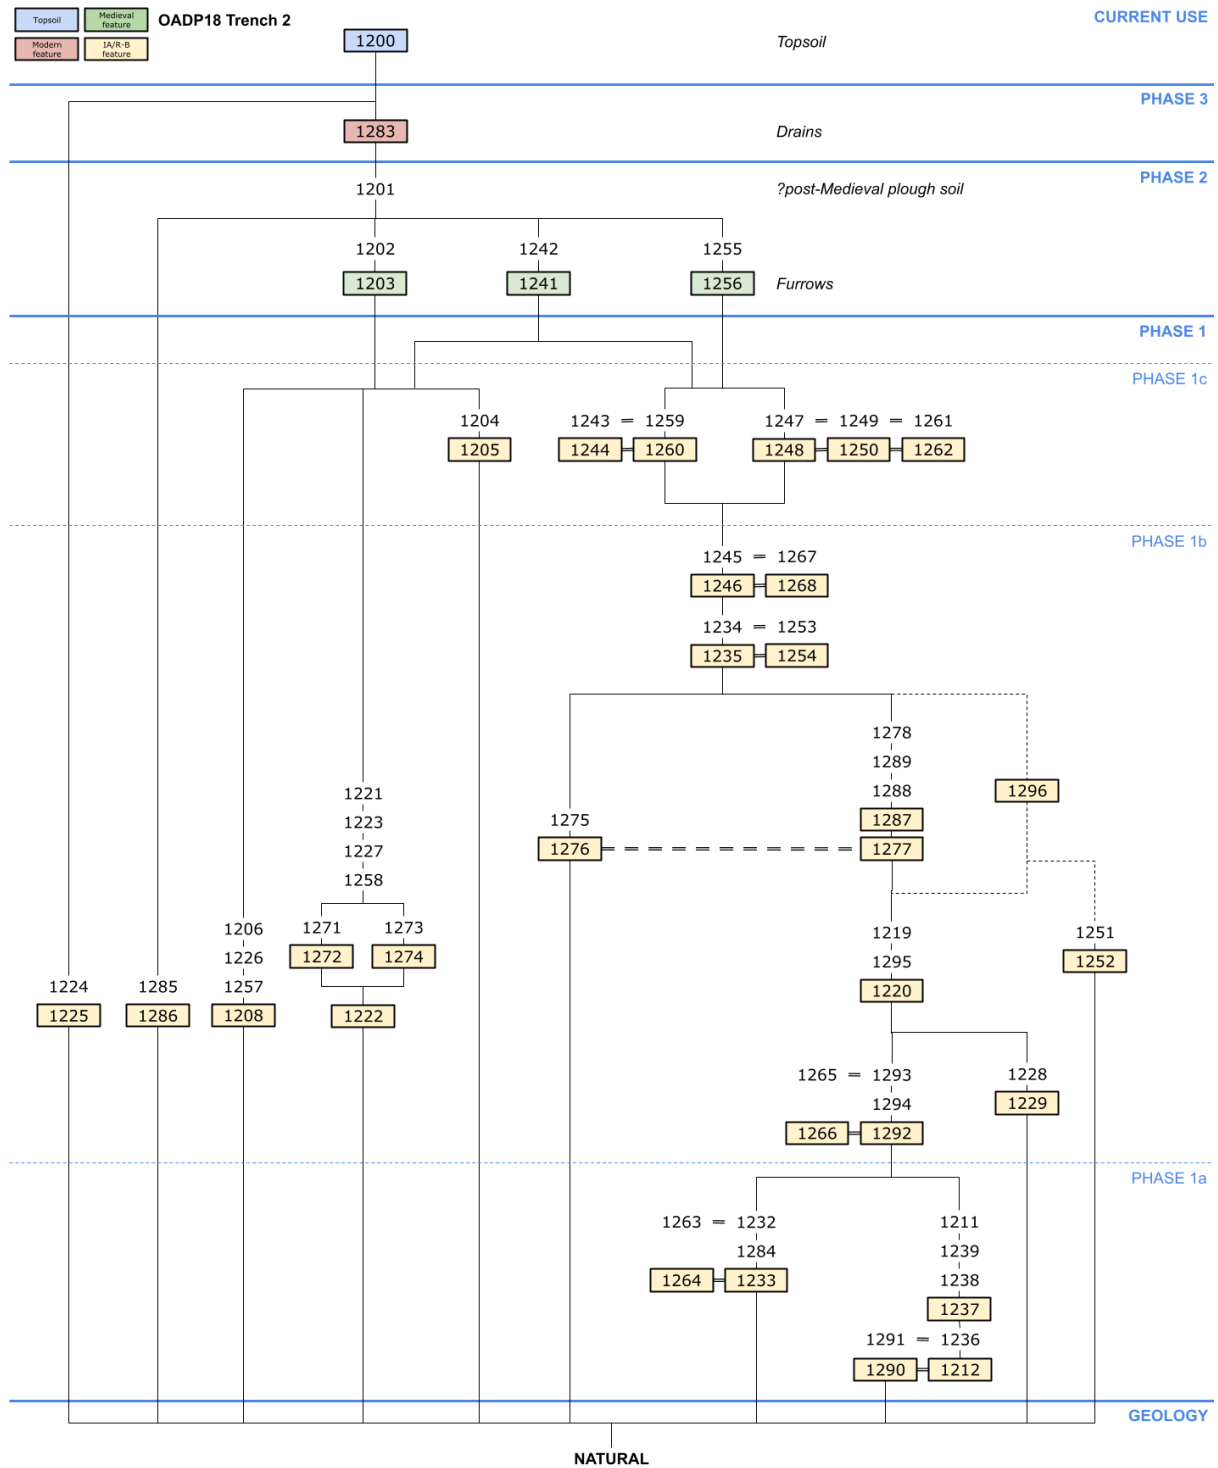 Topsoil
Medieval feature
OADP18 Trench 2
Modern feature
IA/R-B feature
CURRENT USE
1200
Topsoil
PHASE 3
1283
Drains
PHASE 2
1201
?post-Medieval plough soil
1202 1242 1255
1203 1241 1256
Furrows
PHASE 1
PHASE 1c
1204 1243 = 1259 1247 = 1249 = 1261
1205 1244 = 1260 1248 = 1250 = 1262
PHASE 1b
1245 = 1267
1246 = 1268
1234 = 1253
1235 = 1254
1278
1289
1221 1288 1296
1223 1275 1287
1227 1276 1277
1258
1206 1271 1273 1219 1251
1226 1272 1274 1295 1252
1224 1285 1257 1220
1225 1286 1208 1222
1265 = 1293 1228
1294 1229
1266 = 1292
PHASE 1a
1263 = 1232 1211
1284 1239
1264 = 1233 1238
1237
1291 = 1236
1290 = 1212
GEOLOGY
NATURAL